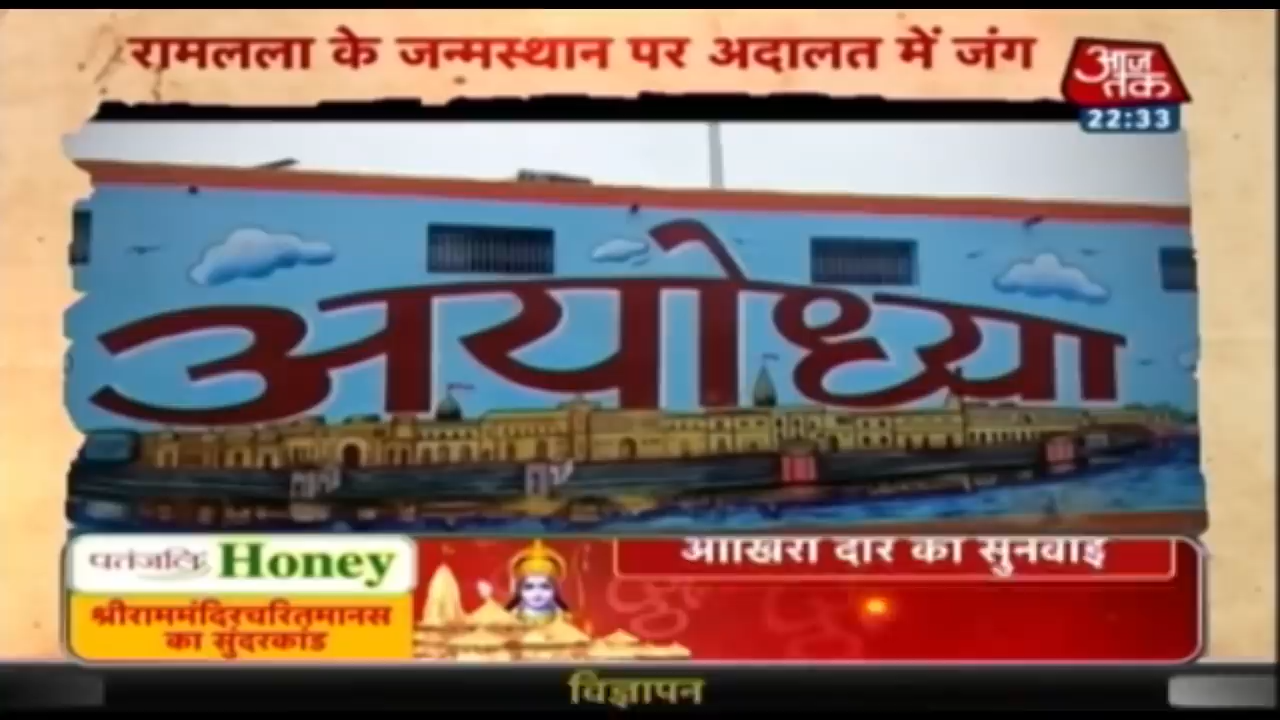 रामलला के जन्मस्थान पर अदालत में जंग
आज
तक
22:33
अयोध्या
पतंजलि Honey
आखिरी दौर की सुनवाई
श्रीराममंदिरचरितमानस
का सुंदरकांड
विज्ञापन